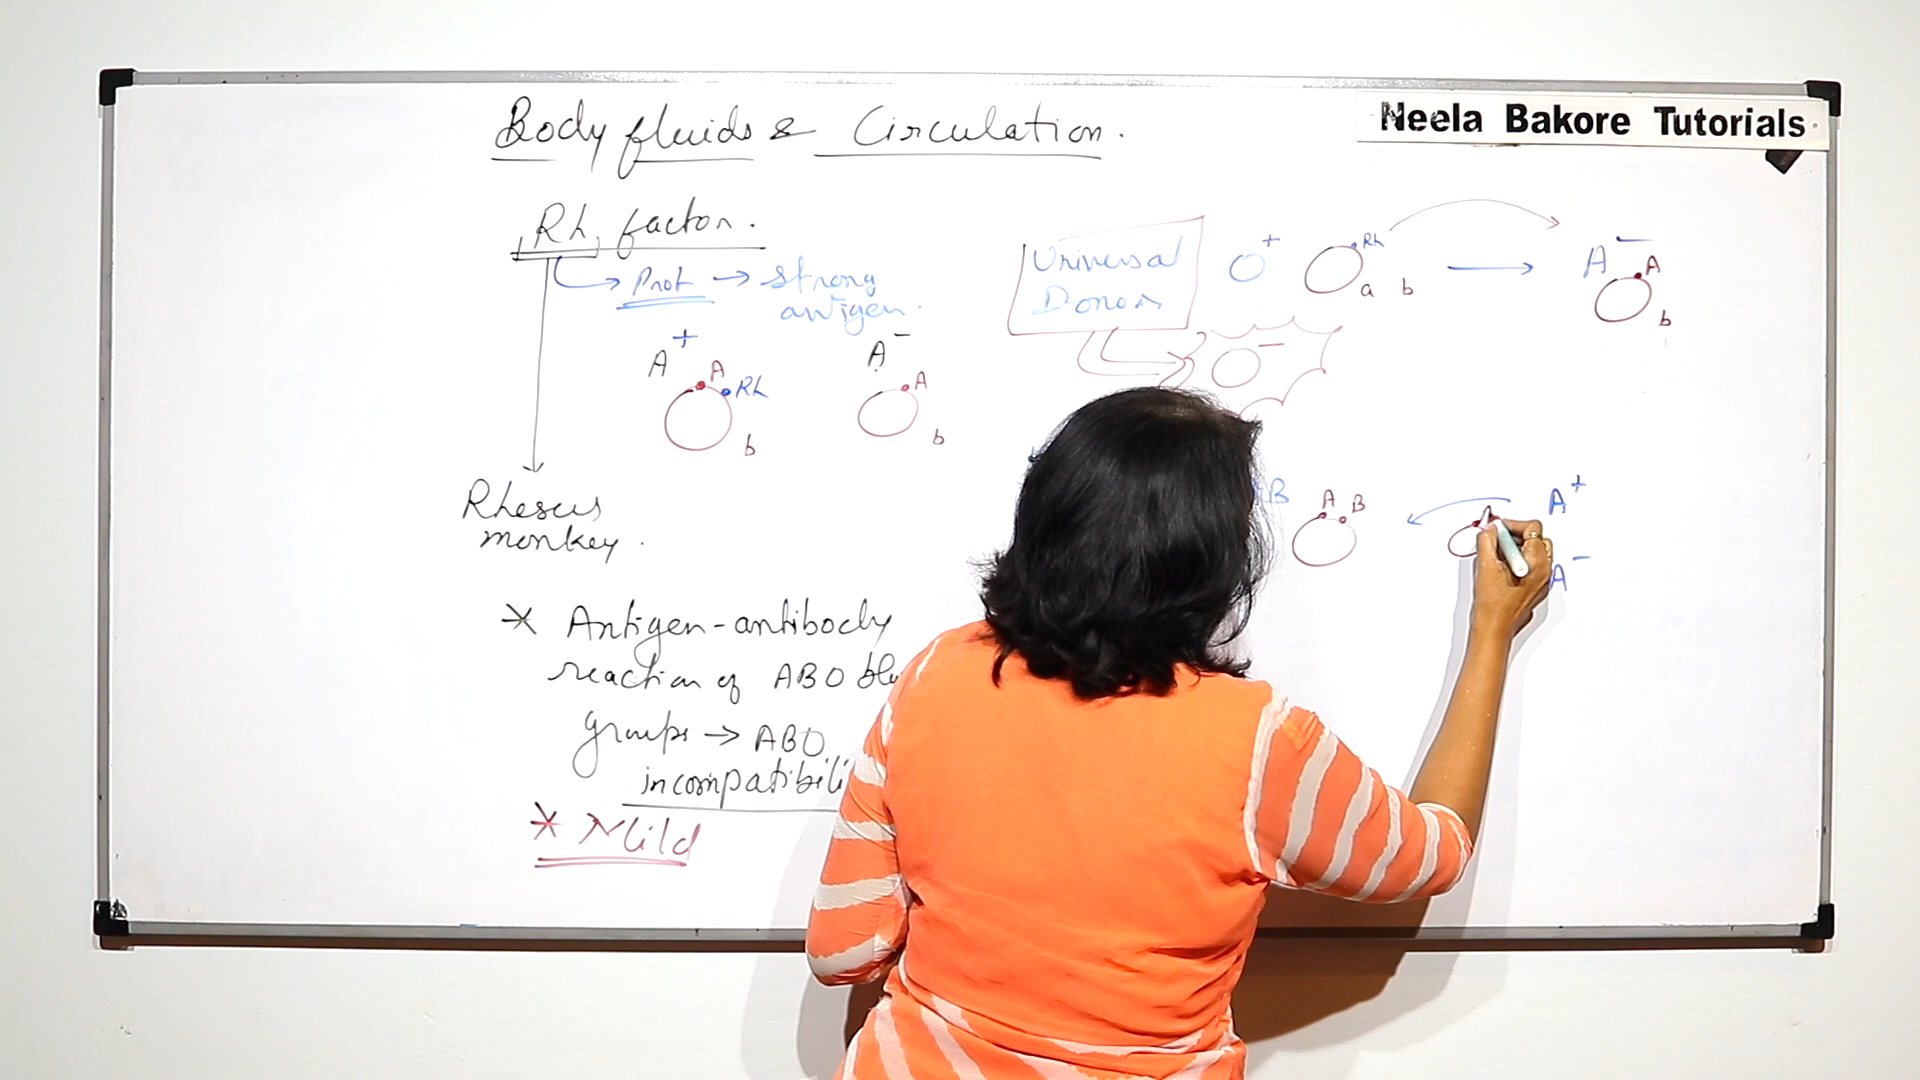 Body fluids & Circulation.
Neela Bakore Tutorials
Rh factor.
Prot → strong
antigen.
A+
A
Rh
b
A-
A
b
Rhesus
monkey.
* Antigen-antibody
reaction of ABO
groups → ABO
* Mild
Universal
Donor
O+
Rh
a b
→
A-
A
b
O-
B
A B
A+
A-